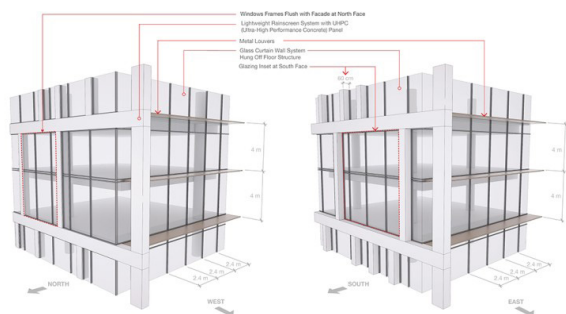 Windows Frames Flush with Facade at North Face
Lightweight Rainscreen System with UHPC
(Ultra-High Performance Concrete) Panel
Metal Louvers
Glass Curtain Wall System
Hung Off Floor Structure
Glazing Inset at South Face
60 cm
4 m
4 m
2.4 m
2.4 m
2.4 m
NORTH
WEST
4 m
4 m
2.4 m
2.4 m
2.4 m
SOUTH
EAST